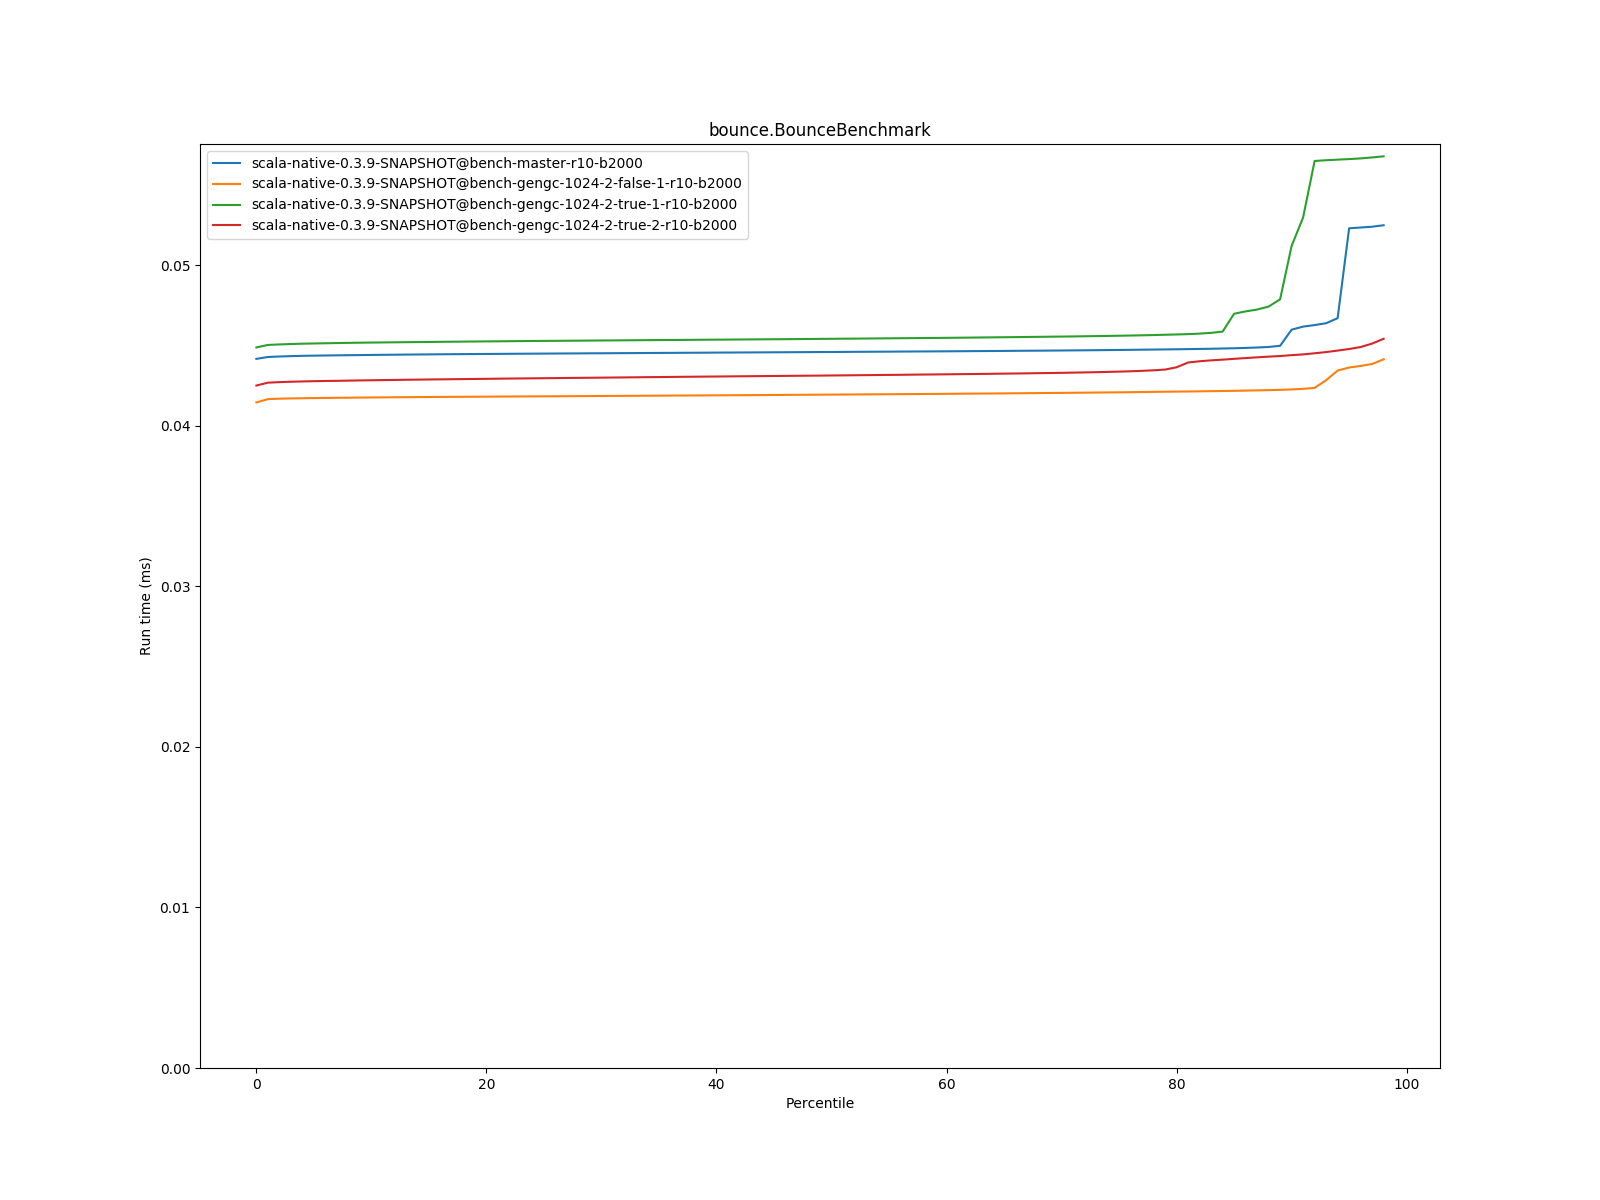 bounce.BounceBenchmark
scala-native-0.3.9-SNAPSHOT@bench-master-r10-b2000
scala-native-0.3.9-SNAPSHOT@bench-gengc-1024-2-false-1-r10-b2000
scala-native-0.3.9-SNAPSHOT@bench-gengc-1024-2-true-1-r10-b2000
scala-native-0.3.9-SNAPSHOT@bench-gengc-1024-2-true-2-r10-b2000
0.05
0.04
0.03
0.02
0.01
0.00
Run time (ms)
0 20 40 60 80 100
Percentile